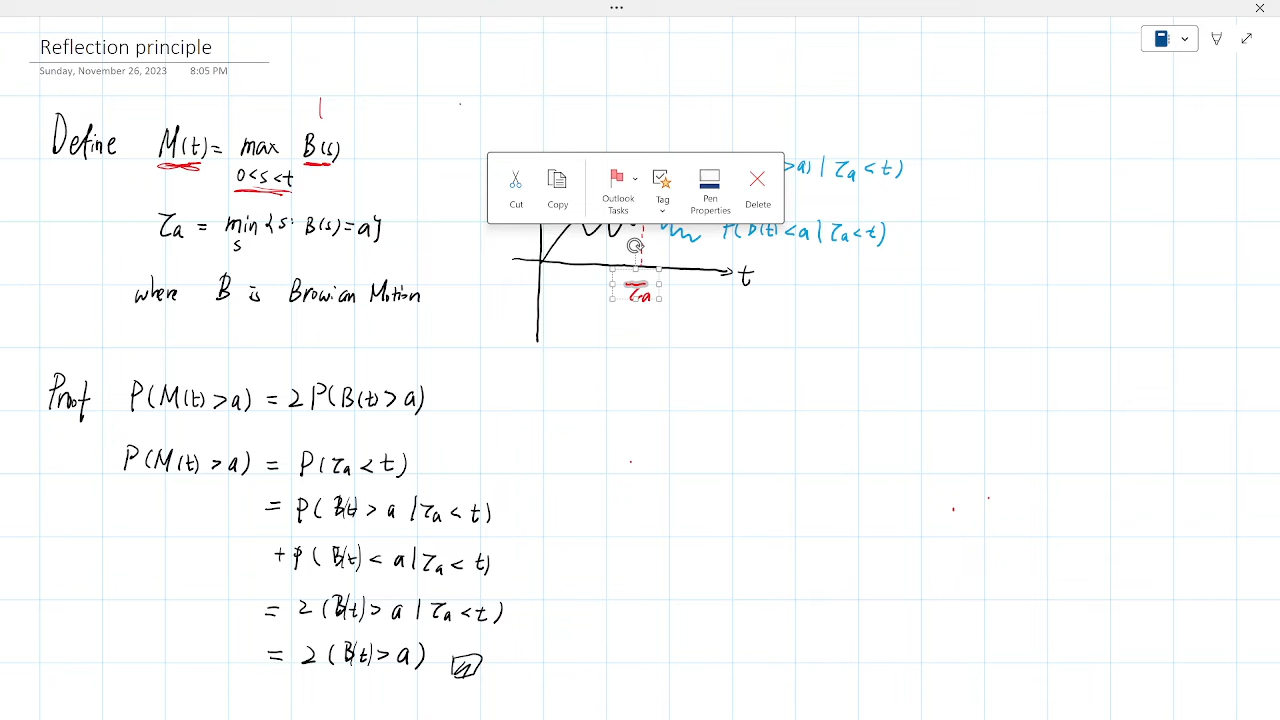 Reflection principle
Sunday, November 26, 2023 8:05 PM
Define M(t) = max B(s)
0<s<t
τa = min {s: B(s)=a}
s
where B is Browian Motion
>a) | τa < t)
P(B(t) < a | τa < t)
t
τa
Cut Copy Outlook Tasks Tag Pen Properties Delete
Proof P(M(t) > a) = 2P(B(t) > a)
P(M(t) > a) = P(τa < t)
= P(B(t) > a | τa < t)
+ P(B(t) < a | τa < t)
= 2(B(t) > a | τa < t)
= 2(B(t) > a)